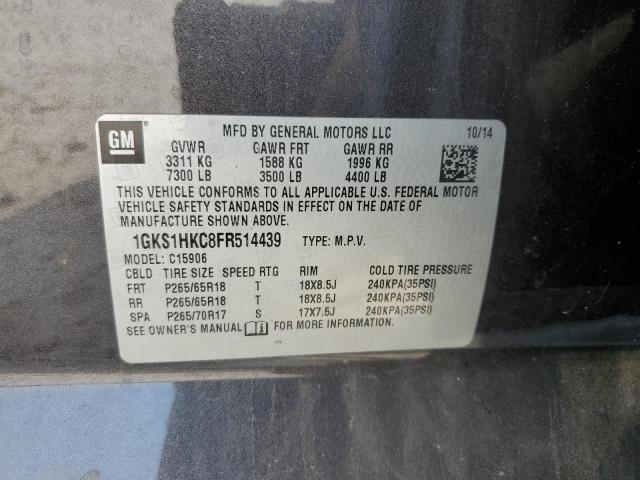 GM
MFD BY GENERAL MOTORS LLC 10/14
GVWR GAWR FRT GAWR RR
3311 KG 1588 KG 1996 KG
7300 LB 3500 LB 4400 LB
THIS VEHICLE CONFORMS TO ALL APPLICABLE U.S. FEDERAL MOTOR
VEHICLE SAFETY STANDARDS IN EFFECT ON THE DATE OF
MANUFACTURE SHOWN ABOVE.
1GKS1HKC8FR514439 TYPE: M.P.V.
MODEL: C15906
CBLD TIRE SIZE SPEED RTG RIM COLD TIRE PRESSURE
FRT P265/65R18 T 18X8.5J 240KPA(35PSI)
RR P265/65R18 T 18X8.5J 240KPA(35PSI)
SPA P265/70R17 S 17X7.5J 240KPA(35PSI)
SEE OWNER'S MANUAL FOR MORE INFORMATION.